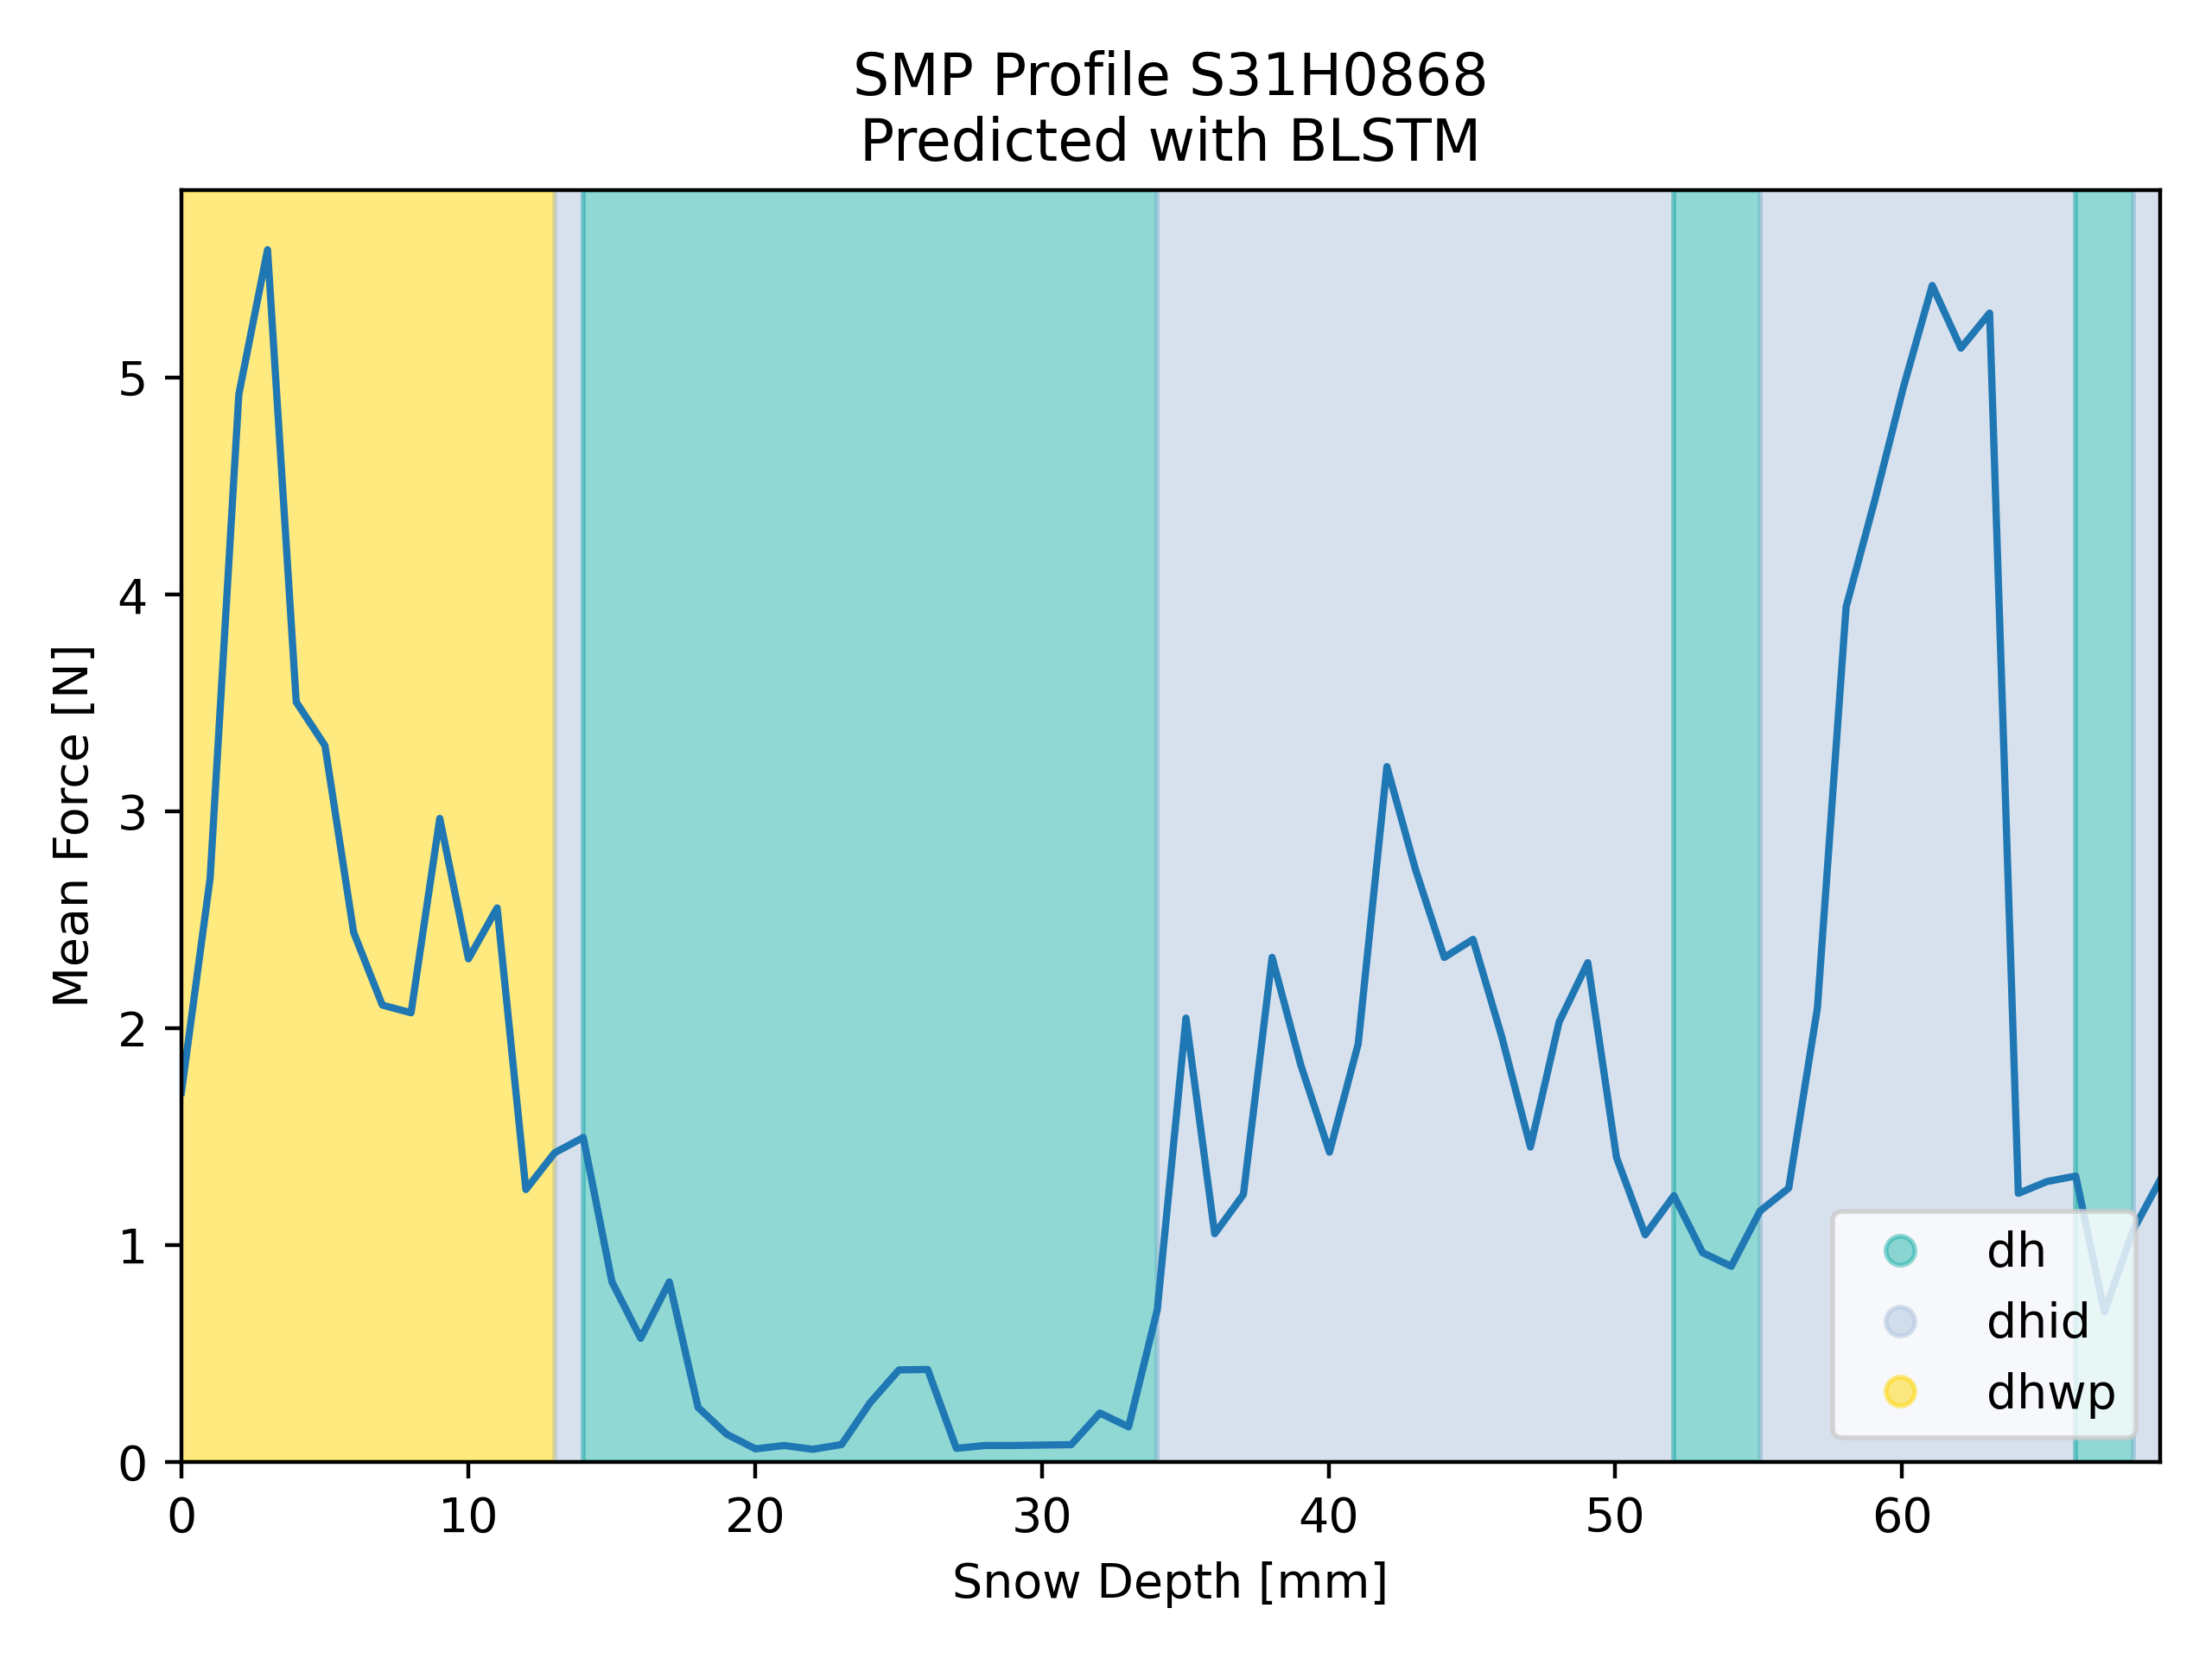 SMP Profile S31H0868
Predicted with BLSTM
Mean Force [N]
5
4
3
2
1
0
dh
dhid
dhwp
0 10 20 30 40 50 60
Snow Depth [mm]